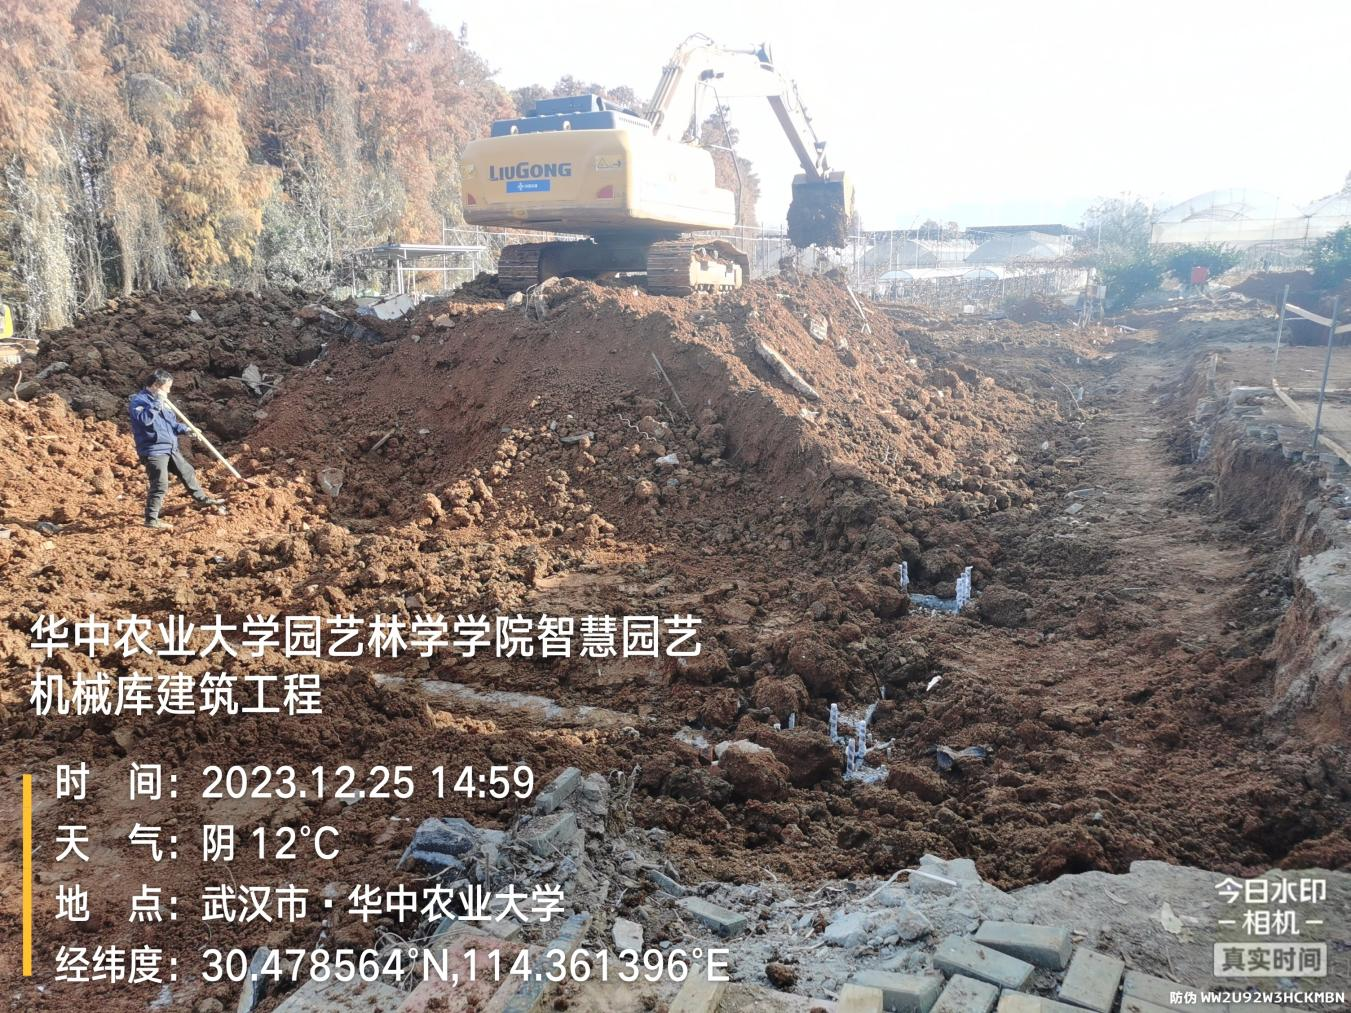 LIUGONG
华中农业大学园艺林学学院智慧园艺
机械库建筑工程
时 间：2023.12.25 14:59
天 气：阴 12°C
地 点：武汉市·华中农业大学
经纬度：30.478564°N,114.361396°E
今日水印
相机
真实时间
防伪 WW2U92W3HCKMBN